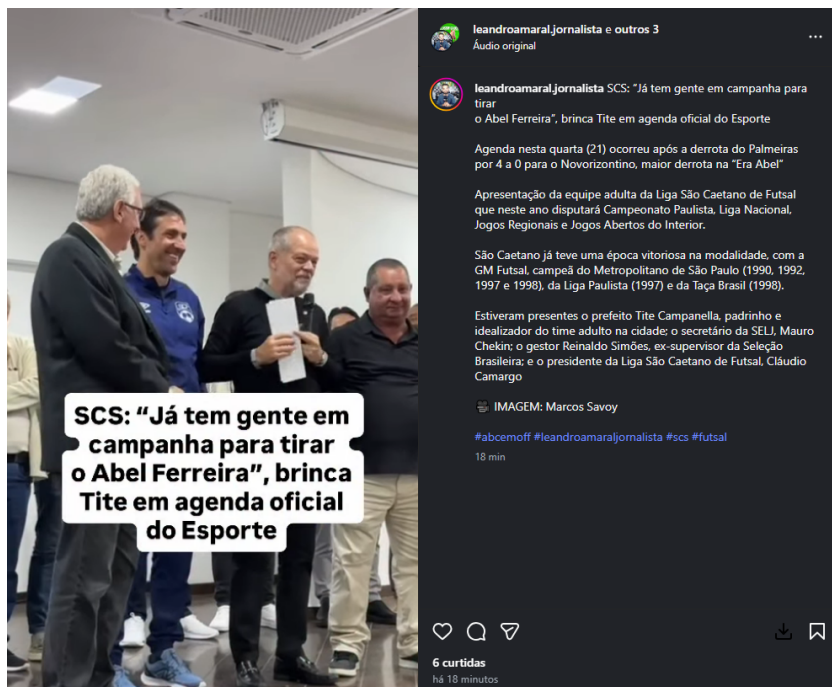 leandroamaral.jornalista e outros 3
Áudio original
leandroamaral.jornalista SCS: "Já tem gente em campanha para
tirar
o Abel Ferreira", brinca Tite em agenda oficial do Esporte
Agenda nesta quarta (21) ocorreu após a derrota do Palmeiras
por 4 a 0 para o Novorizontino, maior derrota na "Era Abel"
Apresentação da equipe adulta da Liga São Caetano de Futsal
que neste ano disputará Campeonato Paulista, Liga Nacional,
Jogos Regionais e Jogos Abertos do Interior.
São Caetano já teve uma época vitoriosa na modalidade, com a
GM Futsal, campeã do Metropolitano de São Paulo (1990, 1992,
1997 e 1998), da Liga Paulista (1997) e da Taça Brasil (1998).
Estiveram presentes o prefeito Tite Campanella, padrinho e
idealizador do time adulto na cidade; o secretário da SELJ, Mauro
Chekin; o gestor Reinaldo Simões, ex-supervisor da Seleção
Brasileira; e o presidente da Liga São Caetano de Futsal, Cláudio
Camargo
IMAGEM: Marcos Savoy
#abcemoff #leandroamaraljornalista #scs #futsal
18 min
6 curtidas
há 18 minutos
SCS: “Já tem gente em
campanha para tirar
o Abel Ferreira”, brinca
Tite em agenda oficial
do Esporte